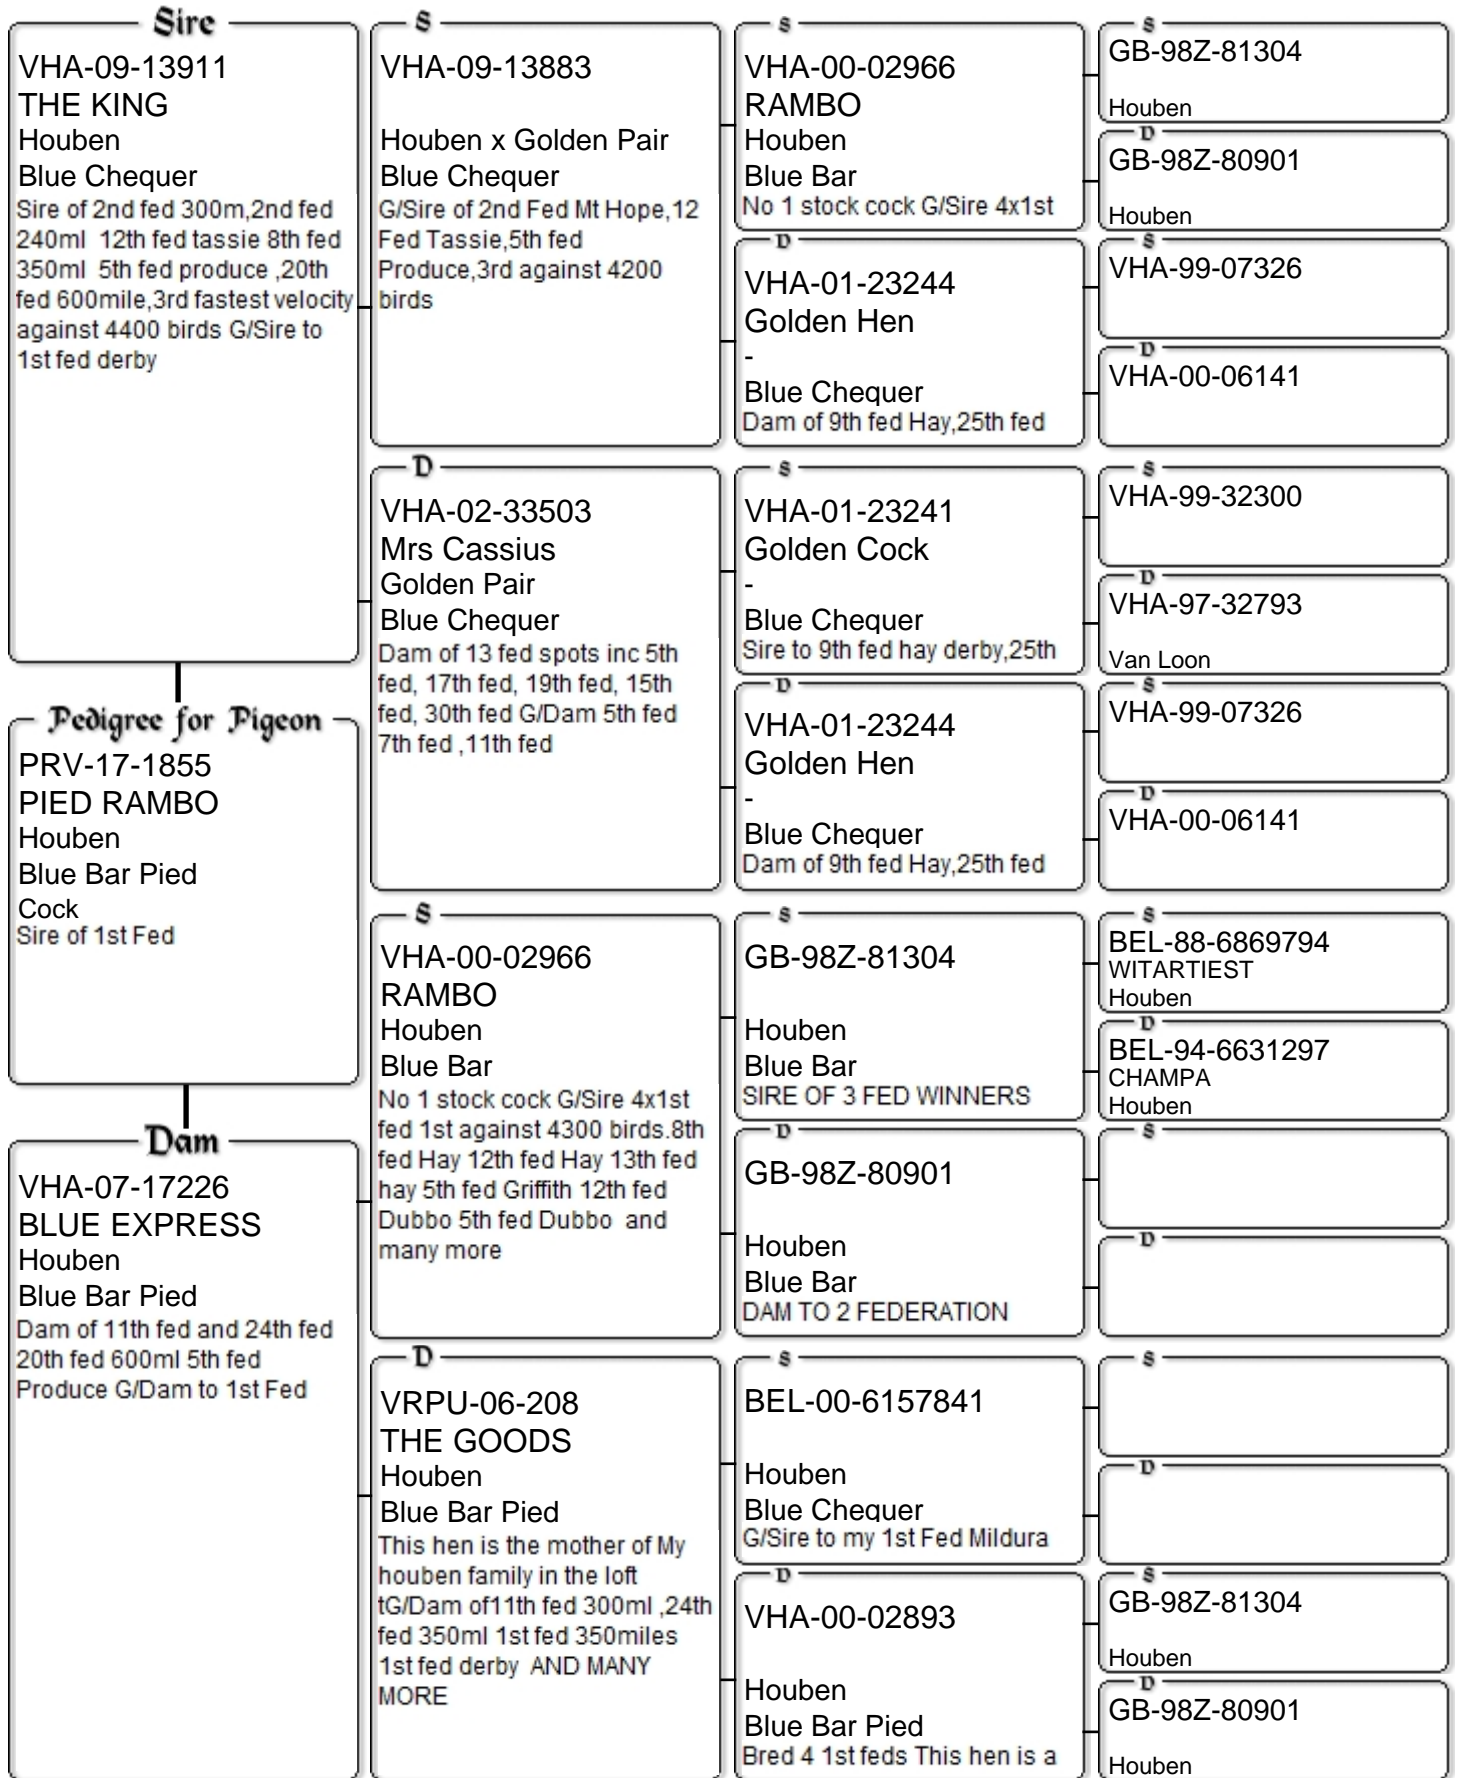 Sire
VHA-09-13911
THE KING
Houben
Blue Chequer
Sire of 2nd fed 300m,2nd fed
240ml 12th fed tassie 8th fed
350ml 5th fed produce ,20th
fed 600mile,3rd fastest velocity
against 4400 birds G/Sire to
1st fed derby
Pedigree for Pigeon
PRV-17-1855
PIED RAMBO
Houben
Blue Bar Pied
Cock
Sire of 1st Fed
Dam
VHA-07-17226
BLUE EXPRESS
Houben
Blue Bar Pied
Dam of 11th fed and 24th fed
20th fed 600ml 5th fed
Produce G/Dam to 1st Fed
S
VHA-09-13883
Houben x Golden Pair
Blue Chequer
G/Sire of 2nd Fed Mt Hope,12
Fed Tassie,5th fed
Produce,3rd against 4200
birds
D
VHA-02-33503
Mrs Cassius
Golden Pair
Blue Chequer
Dam of 13 fed spots inc 5th
fed, 17th fed, 19th fed, 15th
fed, 30th fed G/Dam 5th fed
7th fed ,11th fed
S
VHA-00-02966
RAMBO
Houben
Blue Bar
No 1 stock cock G/Sire 4x1st
fed 1st against 4300 birds.8th
fed Hay 12th fed Hay 13th fed
hay 5th fed Griffith 12th fed
Dubbo 5th fed Dubbo and
many more
D
VRPU-06-208
THE GOODS
Houben
Blue Bar Pied
This hen is the mother of My
houben family in the loft
tG/Dam of11th fed 300ml ,24th
fed 350ml 1st fed 350miles
1st fed derby AND MANY
MORE
S
VHA-00-02966
RAMBO
Houben
Blue Bar
No 1 stock cock G/Sire 4x1st
D
VHA-01-23244
Golden Hen
-
Blue Chequer
Dam of 9th fed Hay,25th fed
S
VHA-01-23241
Golden Cock
-
Blue Chequer
Sire to 9th fed hay derby,25th
D
VHA-01-23244
Golden Hen
-
Blue Chequer
Dam of 9th fed Hay,25th fed
S
GB-98Z-81304
Houben
Blue Bar
SIRE OF 3 FED WINNERS
D
GB-98Z-80901
Houben
Blue Bar
DAM TO 2 FEDERATION
S
BEL-00-6157841
Houben
Blue Chequer
G/Sire to my 1st Fed Mildura
D
VHA-00-02893
Houben
Blue Bar Pied
Bred 4 1st feds This hen is a
S
GB-98Z-81304
Houben
D
GB-98Z-80901
Houben
S
VHA-99-07326
D
VHA-00-06141
S
VHA-99-32300
D
VHA-97-32793
Van Loon
S
VHA-99-07326
D
VHA-00-06141
S
BEL-88-6869794
WITARTIEST
Houben
D
BEL-94-6631297
CHAMPA
Houben
S
D
S
D
S
GB-98Z-81304
Houben
D
GB-98Z-80901
Houben